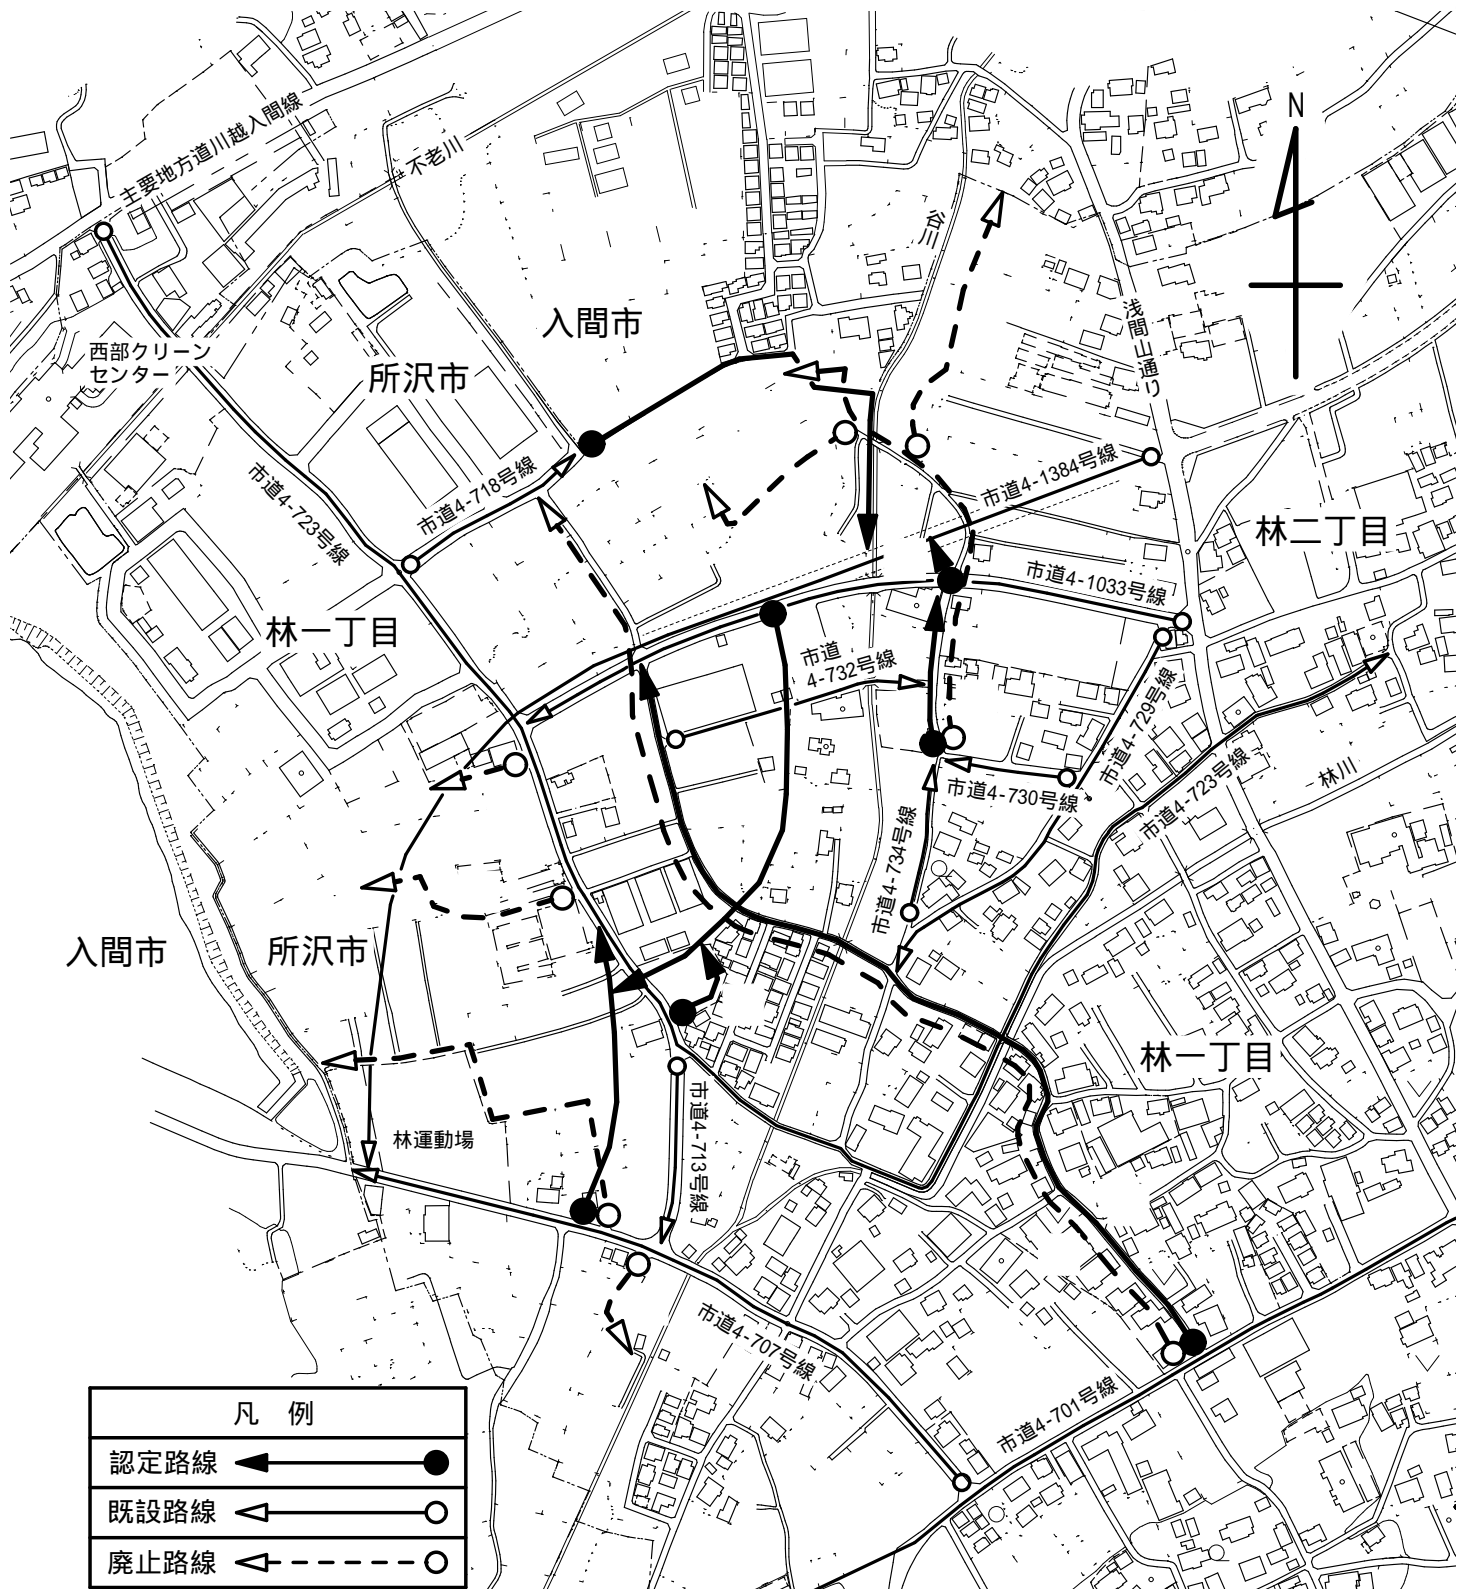 N
主要地方道川越入間線
不老川
谷川
入間市
浅間山通り
西部クリーン
センター
所沢市
市道4-723号線
市道4-718号線
市道4-1384号線
林二丁目
市道4-1033号線
林一丁目
市道
4-732号線
市道4-729号線
市道4-723号線
林川
市道4-730号線
市道4-734号線
入間市
所沢市
林一丁目
市道4-713号線
林運動場
市道4-707号線
市道4-701号線
凡 例
認定路線
既設路線
廃止路線